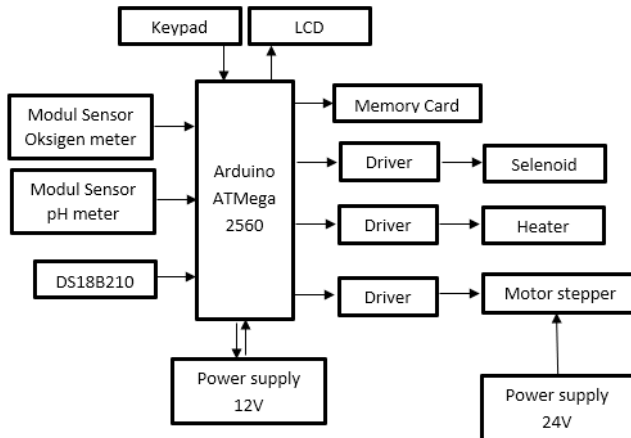 Keypad
LCD
Modul Sensor
Oksigen meter
Modul Sensor
pH meter
DS18B210
Arduino
ATMega
2560
Memory Card
Driver
Selenoid
Driver
Heater
Driver
Motor stepper
Power supply
12V
Power supply
24V